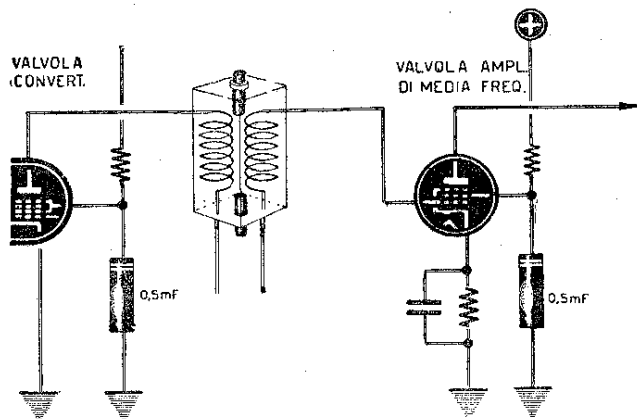 VALVOLA
CONVERT.
VALVOLA AMPL.
DI MEDIA FREQ.
0,5mF
0,5mF